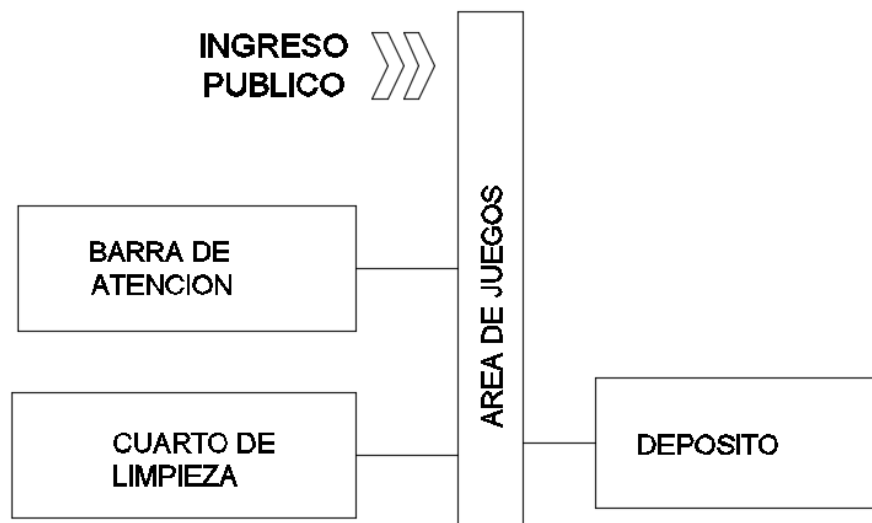 INGRESO
PUBLICO
BARRA DE
ATENCION
AREA DE JUEGOS
CUARTO DE
LIMPIEZA
DEPOSITO